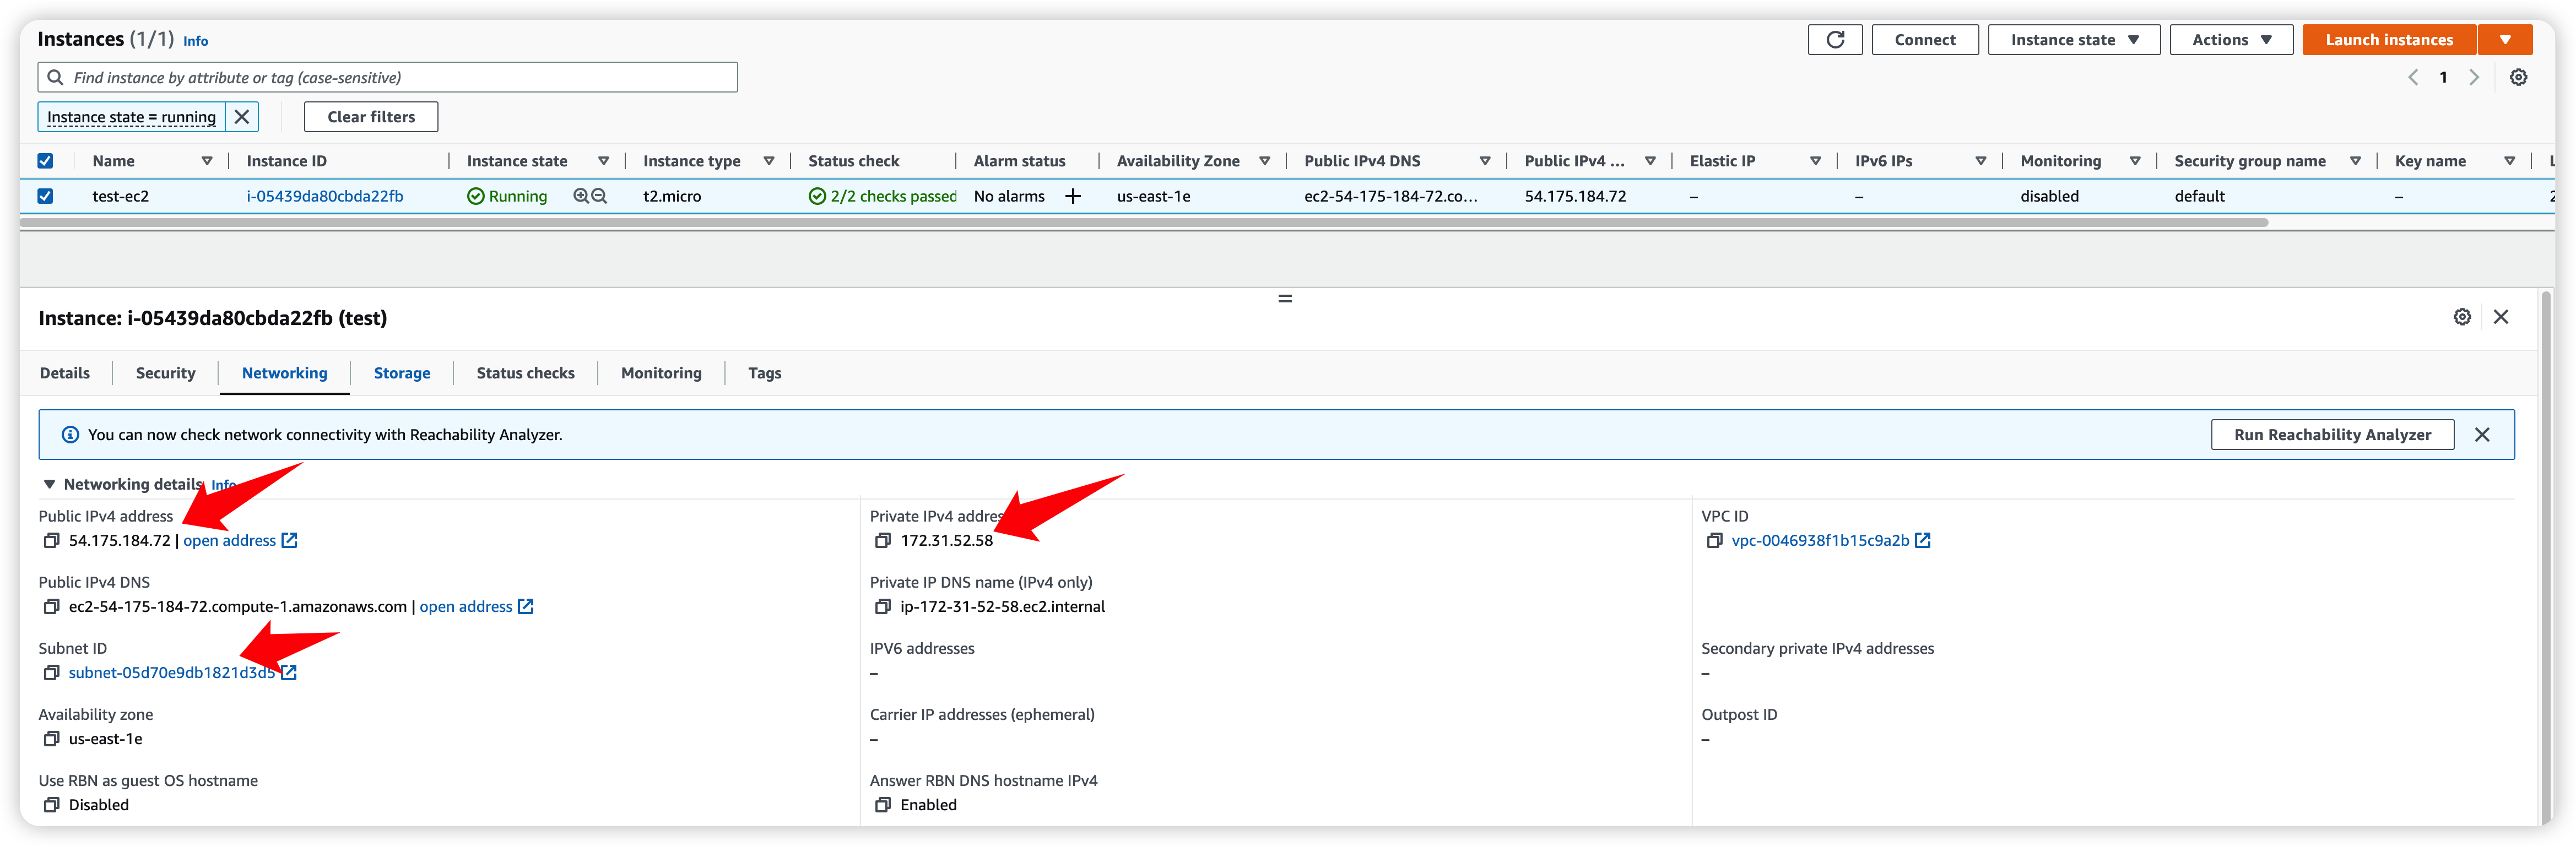 Instances (1/1) Info
Connect
Instance state
Actions
Launch instances
Find instance by attribute or tag (case-sensitive)
1
Instance state = running
Clear filters
Name Instance ID Instance state Instance type Status check Alarm status Availability Zone Public IPv4 DNS Public IPv4 ... Elastic IP IPv6 IPs Monitoring Security group name Key name
test-ec2 i-05439da80cbda22fb Running t2.micro 2/2 checks passed No alarms + us-east-1e ec2-54-175-184-72.co... 54.175.184.72 – – disabled default –
Instance: i-05439da80cbda22fb (test)
Details Security Networking Storage Status checks Monitoring Tags
You can now check network connectivity with Reachability Analyzer.
Run Reachability Analyzer
Networking details Info
Public IPv4 address
54.175.184.72 | open address
Private IPv4
172.31.52.58
VPC ID
vpc-0046938f1b15c9a2b
Public IPv4 DNS
ec2-54-175-184-72.compute-1.amazonaws.com | open address
Private IP DNS name (IPv4 only)
ip-172-31-52-58.ec2.internal
Subnet ID
subnet-05d70e9db1821d3d5
IPV6 addresses
–
Secondary private IPv4 addresses
–
Availability zone
us-east-1e
Carrier IP addresses (ephemeral)
–
Outpost ID
–
Use RBN as guest OS hostname
Disabled
Answer RBN DNS hostname IPv4
Enabled